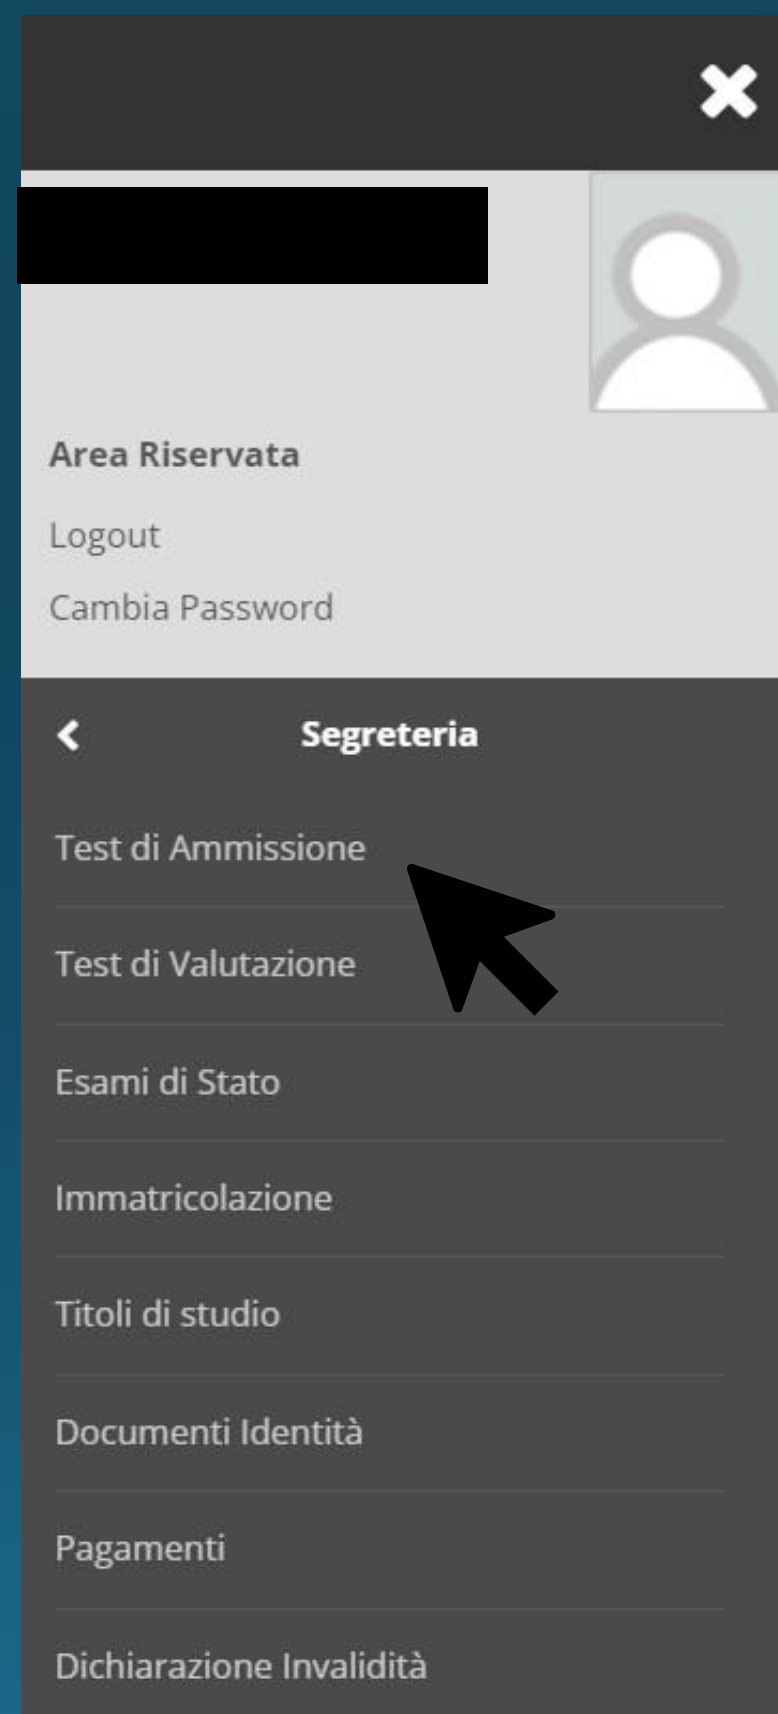 Area Riservata
Logout
Cambia Password
Segreteria
Test di Ammissione
Test di Valutazione
Esami di Stato
Immatricolazione
Titoli di studio
Documenti Identità
Pagamenti
Dichiarazione Invalidità